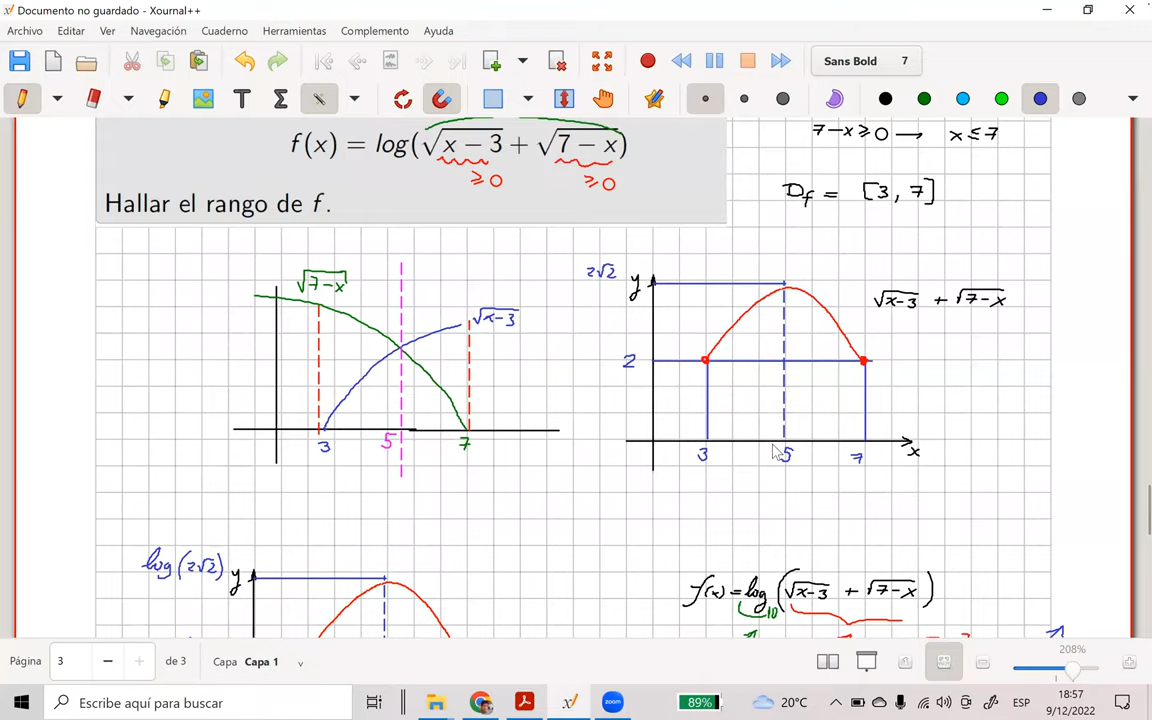 Documento no guardado - Xournal++
Archivo Editar Ver Navegación Cuaderno Herramientas Complemento Ayuda
Sans Bold 7
f(x) = log(√x − 3 + √7 − x)
≥0 ≥0
Hallar el rango de f.
7−x≥0 → x≤7
Df = [3, 7]
√7−x
√x−3
3 5 7
2√2
y
√x−3 + √7−x
2
3 5 7 x
log(2√2)
y
f(x) = log10 (√x−3 + √7−x)
Página 3 de 3 Capa Capa 1
208%
Escribe aquí para buscar
zoom
89%
20°C
ESP
18:57
9/12/2022